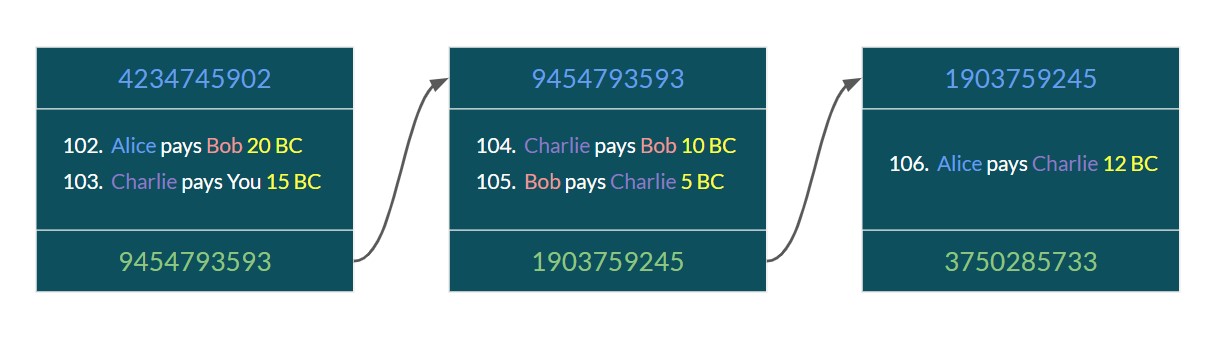 4234745902
102. Alice pays Bob 20 BC
103. Charlie pays You 15 BC
9454793593
9454793593
104. Charlie pays Bob 10 BC
105. Bob pays Charlie 5 BC
1903759245
1903759245
106. Alice pays Charlie 12 BC
3750285733